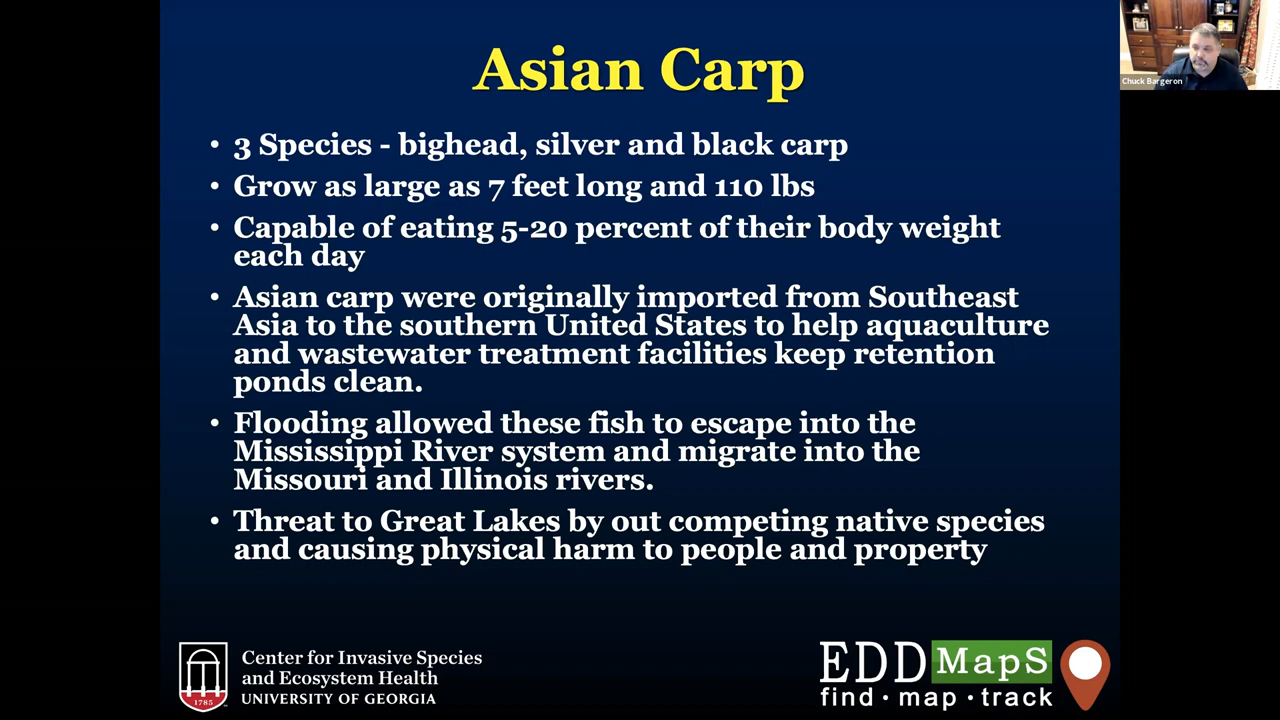 Asian Carp
• 3 Species - bighead, silver and black carp
• Grow as large as 7 feet long and 110 lbs
• Capable of eating 5-20 percent of their body weight
each day
• Asian carp were originally imported from Southeast
Asia to the southern United States to help aquaculture
and wastewater treatment facilities keep retention
ponds clean.
• Flooding allowed these fish to escape into the
Mississippi River system and migrate into the
Missouri and Illinois rivers.
• Threat to Great Lakes by out competing native species
and causing physical harm to people and property
1785
Center for Invasive Species
and Ecosystem Health
UNIVERSITY OF GEORGIA
EDDMapS
find · map · track
Chuck Bargeron